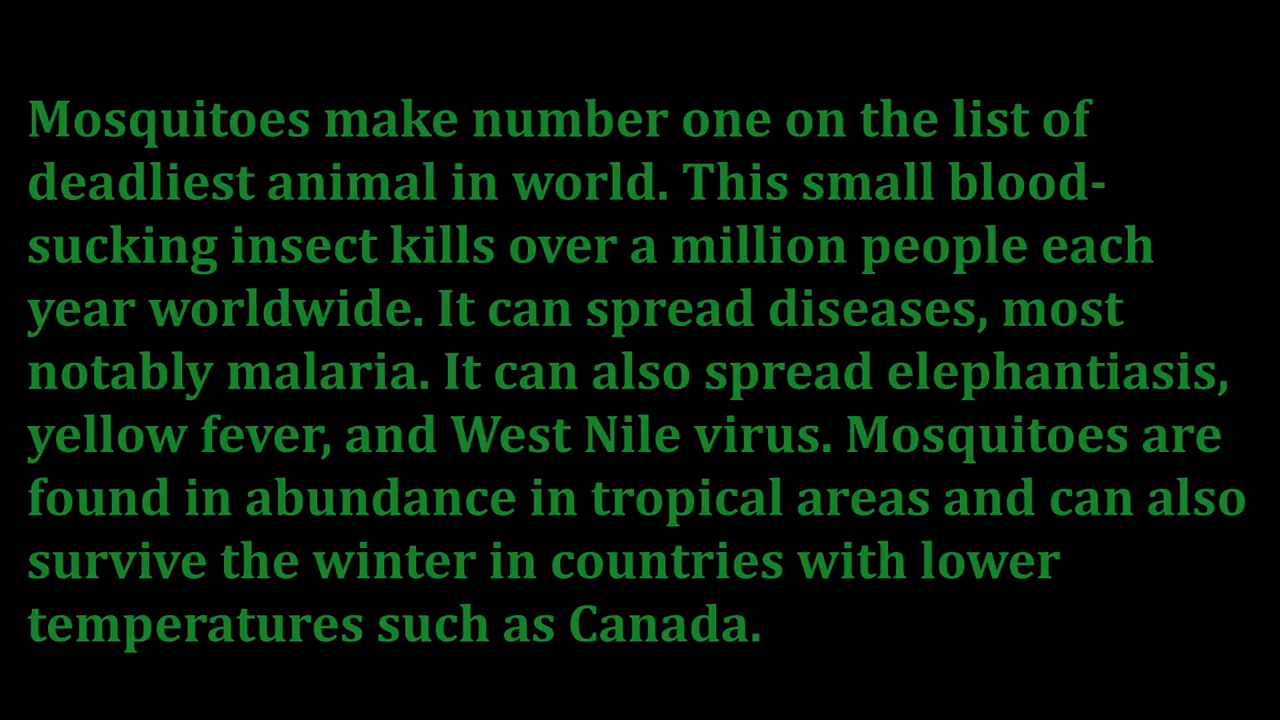 Mosquitoes make number one on the list of
deadliest animal in world. This small blood-
sucking insect kills over a million people each
year worldwide. It can spread diseases, most
notably malaria. It can also spread elephantiasis,
yellow fever, and West Nile virus. Mosquitoes are
found in abundance in tropical areas and can also
survive the winter in countries with lower
temperatures such as Canada.